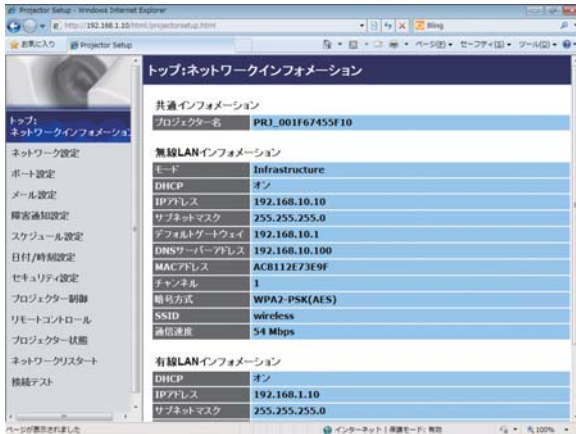 Projector Setup - Windows Internet Explorer
http://192.168.1.10/html/projectorsetup.html
Bing
お気に入り
Projector Setup
ページ(P) セーフティ(S) ツール(O)
トップ:ネットワークインフォメーション
共通インフォメーション
プロジェクター名 PRJ_001F67455F10
トップ:
ネットワークインフォメーション
ネットワーク設定
ポート設定
メール設定
障害通知設定
スケジュール設定
日付/時刻設定
セキュリティ設定
プロジェクター制御
リモートコントロール
プロジェクター状態
ネットワークリスタート
接続テスト
無線LANインフォメーション
モード Infrastructure
DHCP オン
IPアドレス 192.168.10.10
サブネットマスク 255.255.255.0
デフォルトゲートウェイ 192.168.10.1
DNSサーバーアドレス 192.168.10.100
MACアドレス ACB112E73E9F
チャンネル 1
暗号方式 WPA2-PSK(AES)
SSID wireless
通信速度 54 Mbps
有線LANインフォメーション
DHCP オン
IPアドレス 192.168.1.10
サブネットマスク 255.255.255.0
ページが表示されました
インターネット | 保護モード: 無効
100%